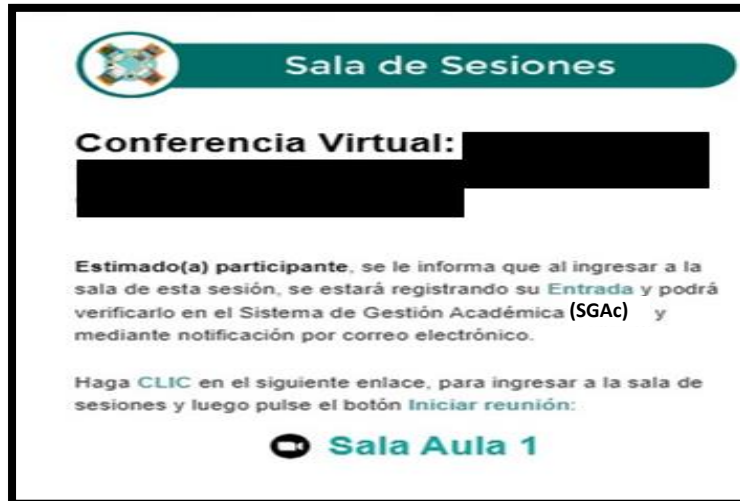 Sala de Sesiones
Conferencia Virtual:
Estimado(a) participante, se le informa que al ingresar a la
sala de esta sesión, se estará registrando su Entrada y podrá
verificarlo en el Sistema de Gestión Académica (SGAc) y
mediante notificación por correo electrónico.
Haga CLIC en el siguiente enlace, para ingresar a la sala de
sesiones y luego pulse el botón Iniciar reunión:
Sala Aula 1